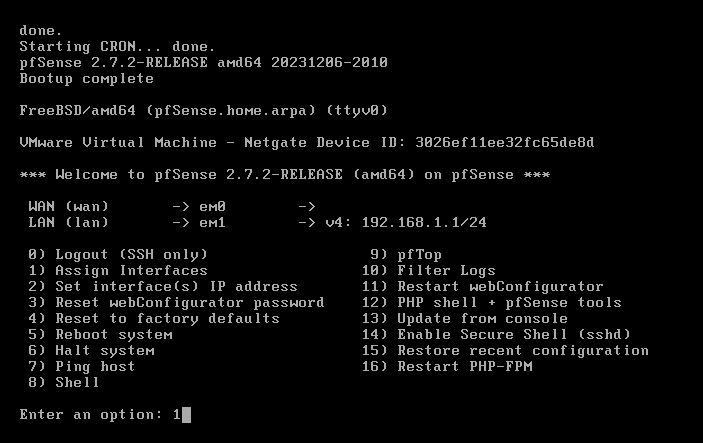 done.
Starting CRON... done.
pfSense 2.7.2-RELEASE amd64 20231206-2010
Bootup complete
FreeBSD/amd64 (pfSense.home.arpa) (ttyv0)
VMware Virtual Machine - Netgate Device ID: 3026ef11ee32fc65de8d
*** Welcome to pfSense 2.7.2-RELEASE (amd64) on pfSense ***
WAN (wan) -> em0 ->
LAN (lan) -> em1 -> v4: 192.168.1.1/24
0) Logout (SSH only) 9) pfTop
1) Assign Interfaces 10) Filter Logs
2) Set interface(s) IP address 11) Restart webConfigurator
3) Reset webConfigurator password 12) PHP shell + pfSense tools
4) Reset to factory defaults 13) Update from console
5) Reboot system 14) Enable Secure Shell (sshd)
6) Halt system 15) Restore recent configuration
7) Ping host 16) Restart PHP-FPM
8) Shell
Enter an option: 1